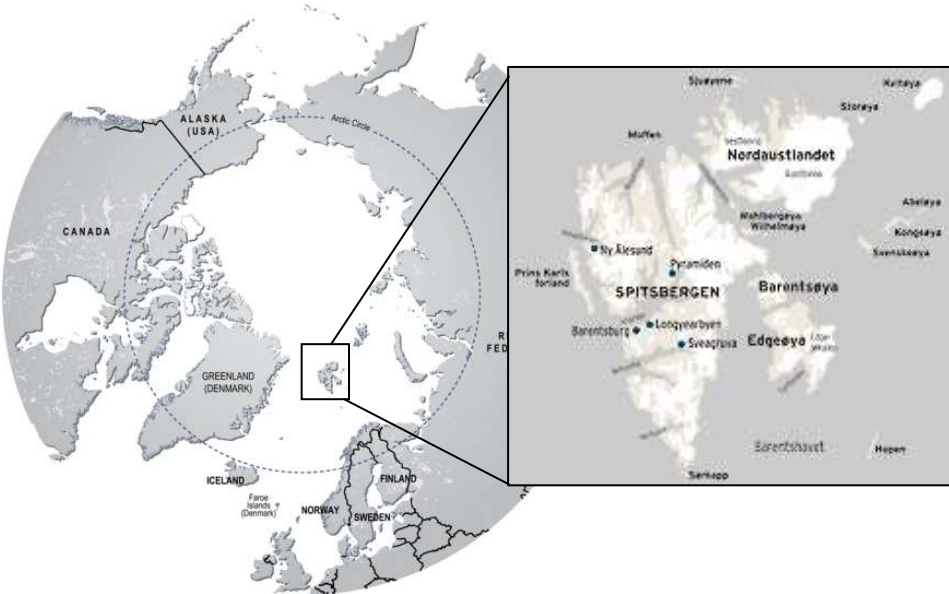 ALASKA
(USA)
Arctic Circle
CANADA
R
FED
GREENLAND
(DENMARK)
ICELAND
Faroe
Islands
(Denmark)
NORWAY
SWEDEN
FINLAND
Sjuøyane
Kvitøya
Storøya
Moffen
Nordaustlandet
Wahlbergøya
Wilhelmøya
Abeløya
Kongsøya
Svenskøya
Ny Ålesund
Pyramiden
Prins Karls
forland
SPITSBERGEN
Barentsøya
Barentsburg
Longyearbyen
Sveagruva
Edgeøya
Barentshavet
Hopen
Sørkapp